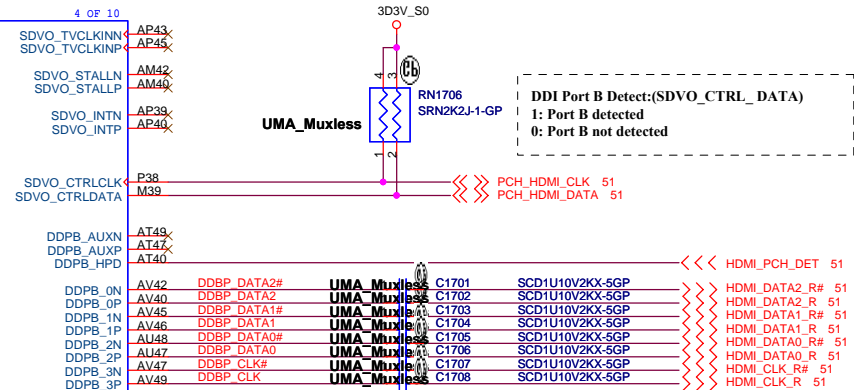 4 OF 10
3D3V_S0
SDVO_TVCLKINN AP43
SDVO_TVCLKINP AP45
SDVO_STALLN AM42
SDVO_STALLP AM40
4 3
RN1706
SRN2K2J-1-GP
UMA_Muxless
DDI Port B Detect:(SDVO_CTRL_ DATA)
1: Port B detected
0: Port B not detected
SDVO_INTN AP39
SDVO_INTP AP40
1 2
SDVO_CTRLCLK P38 PCH_HDMI_CLK 51
SDVO_CTRLDATA M39 PCH_HDMI_DATA 51
DDPB_AUXN AT49
DDPB_AUXP AT47
DDPB_HPD AT40 HDMI_PCH_DET 51
DDPB_0N AV42 DDBP_DATA2# UMA_Muxless C1701 SCD1U10V2KX-5GP HDMI_DATA2_R# 51
DDPB_0P AV40 DDBP_DATA2 UMA_Muxless C1702 SCD1U10V2KX-5GP HDMI_DATA2_R 51
DDPB_1N AV45 DDBP_DATA1# UMA_Muxless C1703 SCD1U10V2KX-5GP HDMI_DATA1_R# 51
DDPB_1P AV46 DDBP_DATA1 UMA_Muxless C1704 SCD1U10V2KX-5GP HDMI_DATA1_R 51
DDPB_2N AU48 DDBP_DATA0# UMA_Muxless C1705 SCD1U10V2KX-5GP HDMI_DATA0_R# 51
DDPB_2P AU47 DDBP_DATA0 UMA_Muxless C1706 SCD1U10V2KX-5GP HDMI_DATA0_R 51
DDPB_3N AV47 DDBP_CLK# UMA_Muxless C1707 SCD1U10V2KX-5GP HDMI_CLK_R# 51
DDPB_3P AV49 DDBP_CLK UMA_Muxless C1708 SCD1U10V2KX-5GP HDMI_CLK_R 51